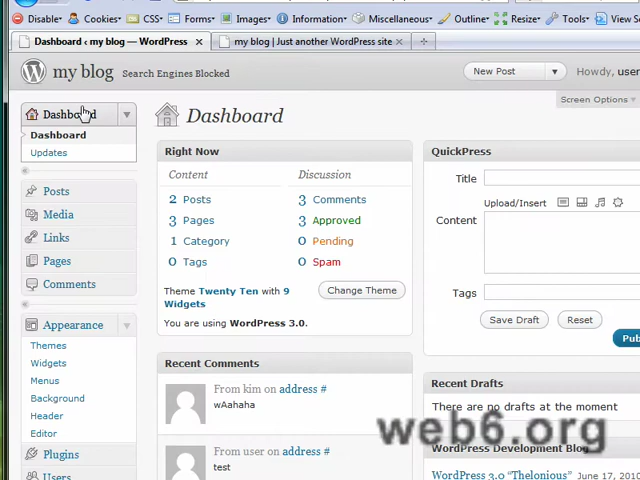 Disable Cookies CSS Forms Images Information Miscellaneous Outline Resize Tools View
Dashboard ‹ my blog — WordPress
my blog | Just another WordPress site
my blog Search Engines Blocked New Post Howdy,
Screen Options
Dashboard
Dashboard
Updates
Posts
Media
Links
Pages
Comments
Appearance
Themes
Widgets
Menus
Background
Header
Editor
Plugins
Users
Dashboard
Right Now
Content Discussion
2 Posts 3 Comments
3 Pages 3 Approved
1 Category 0 Pending
0 Tags 0 Spam
Theme Twenty Ten with 9
Widgets
Change Theme
You are using WordPress 3.0.
Recent Comments
From kim on address #
wAahaha
From user on address #
test
QuickPress
Title
Upload/Insert
Content
Tags
Save Draft Reset Pub
Recent Drafts
There are no drafts at the moment
WordPress Development Blog
WordPress 3.0 "Thelonious" June 17, 2010
web6.org